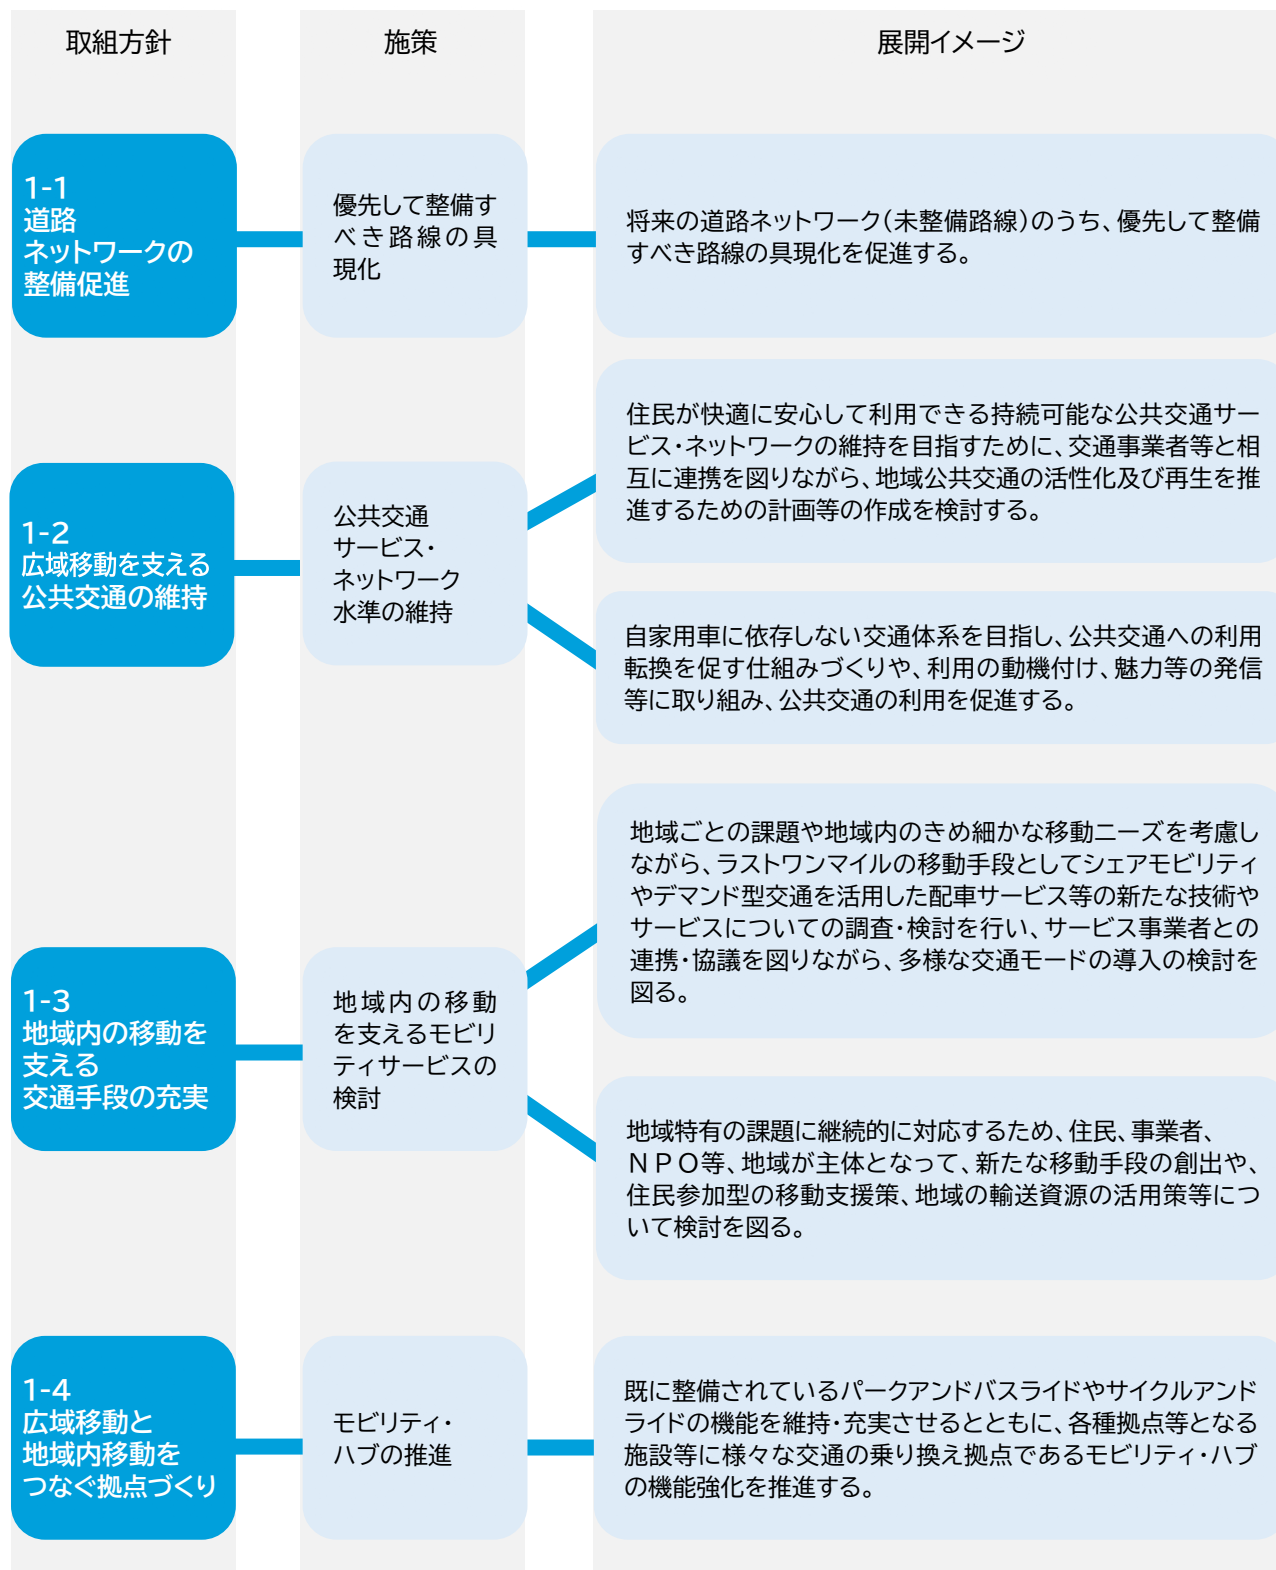 取組方針
施策
展開イメージ
1-1
道路
ネットワークの
整備促進
優先して整備す
べき路線の具
現化
将来の道路ネットワーク(未整備路線)のうち、優先して整備
すべき路線の具現化を促進する。
1-2
広域移動を支える
公共交通の維持
公共交通
サービス・
ネットワーク
水準の維持
住民が快適に安心して利用できる持続可能な公共交通サー
ビス・ネットワークの維持を目指すために、交通事業者等と相
互に連携を図りながら、地域公共交通の活性化及び再生を推
進するための計画等の作成を検討する。
自家用車に依存しない交通体系を目指し、公共交通への利用
転換を促す仕組みづくりや、利用の動機付け、魅力等の発信
等に取り組み、公共交通の利用を促進する。
1-3
地域内の移動を
支える
交通手段の充実
地域内の移動
を支えるモビリ
ティサービスの
検討
地域ごとの課題や地域内のきめ細かな移動ニーズを考慮し
ながら、ラストワンマイルの移動手段としてシェアモビリティ
やデマンド型交通を活用した配車サービス等の新たな技術や
サービスについての調査・検討を行い、サービス事業者との
連携・協議を図りながら、多様な交通モードの導入の検討を
図る。
地域特有の課題に継続的に対応するため、住民、事業者、
ＮＰＯ等、地域が主体となって、新たな移動手段の創出や、
住民参加型の移動支援策、地域の輸送資源の活用策等につ
いて検討を図る。
1-4
広域移動と
地域内移動を
つなぐ拠点づくり
モビリティ・
ハブの推進
既に整備されているパークアンドバスライドやサイクルアンド
ライドの機能を維持・充実させるとともに、各種拠点等となる
施設等に様々な交通の乗り換え拠点であるモビリティ・ハブ
の機能強化を推進する。